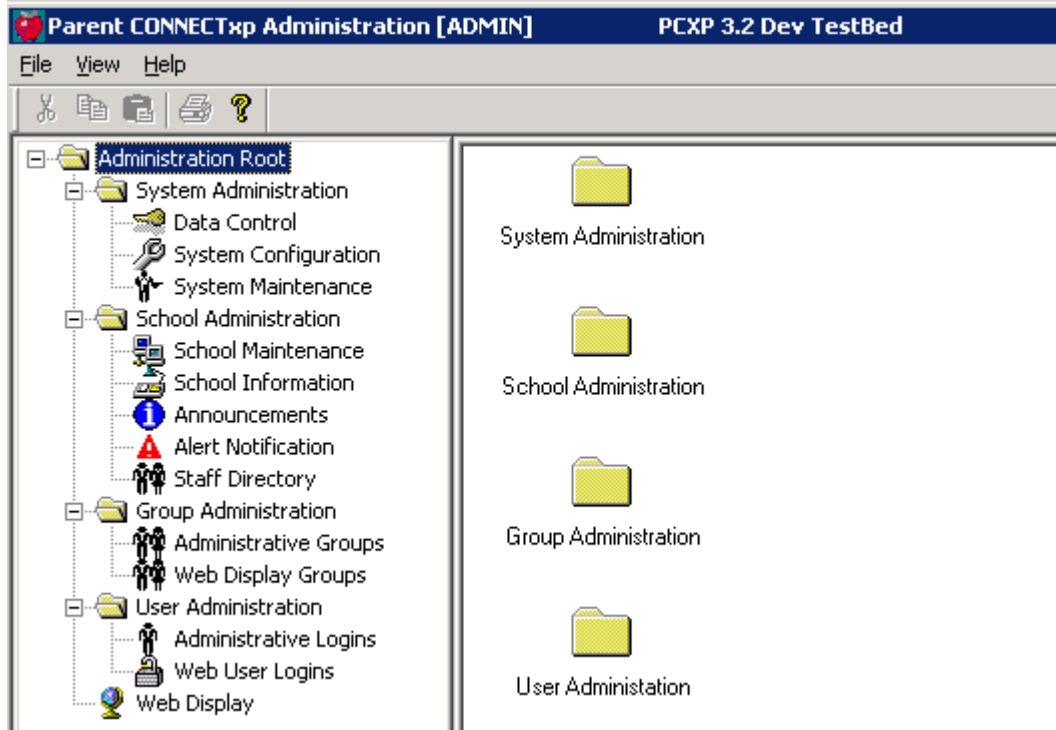 Parent CONNECTxp Administration [ADMIN] PCXP 3.2 Dev TestBed
File View Help
Administration Root
System Administration
Data Control
System Configuration
System Maintenance
School Administration
School Maintenance
School Information
Announcements
Alert Notification
Staff Directory
Group Administration
Administrative Groups
Web Display Groups
User Administration
Administrative Logins
Web User Logins
Web Display
System Administration
School Administration
Group Administration
User Administation